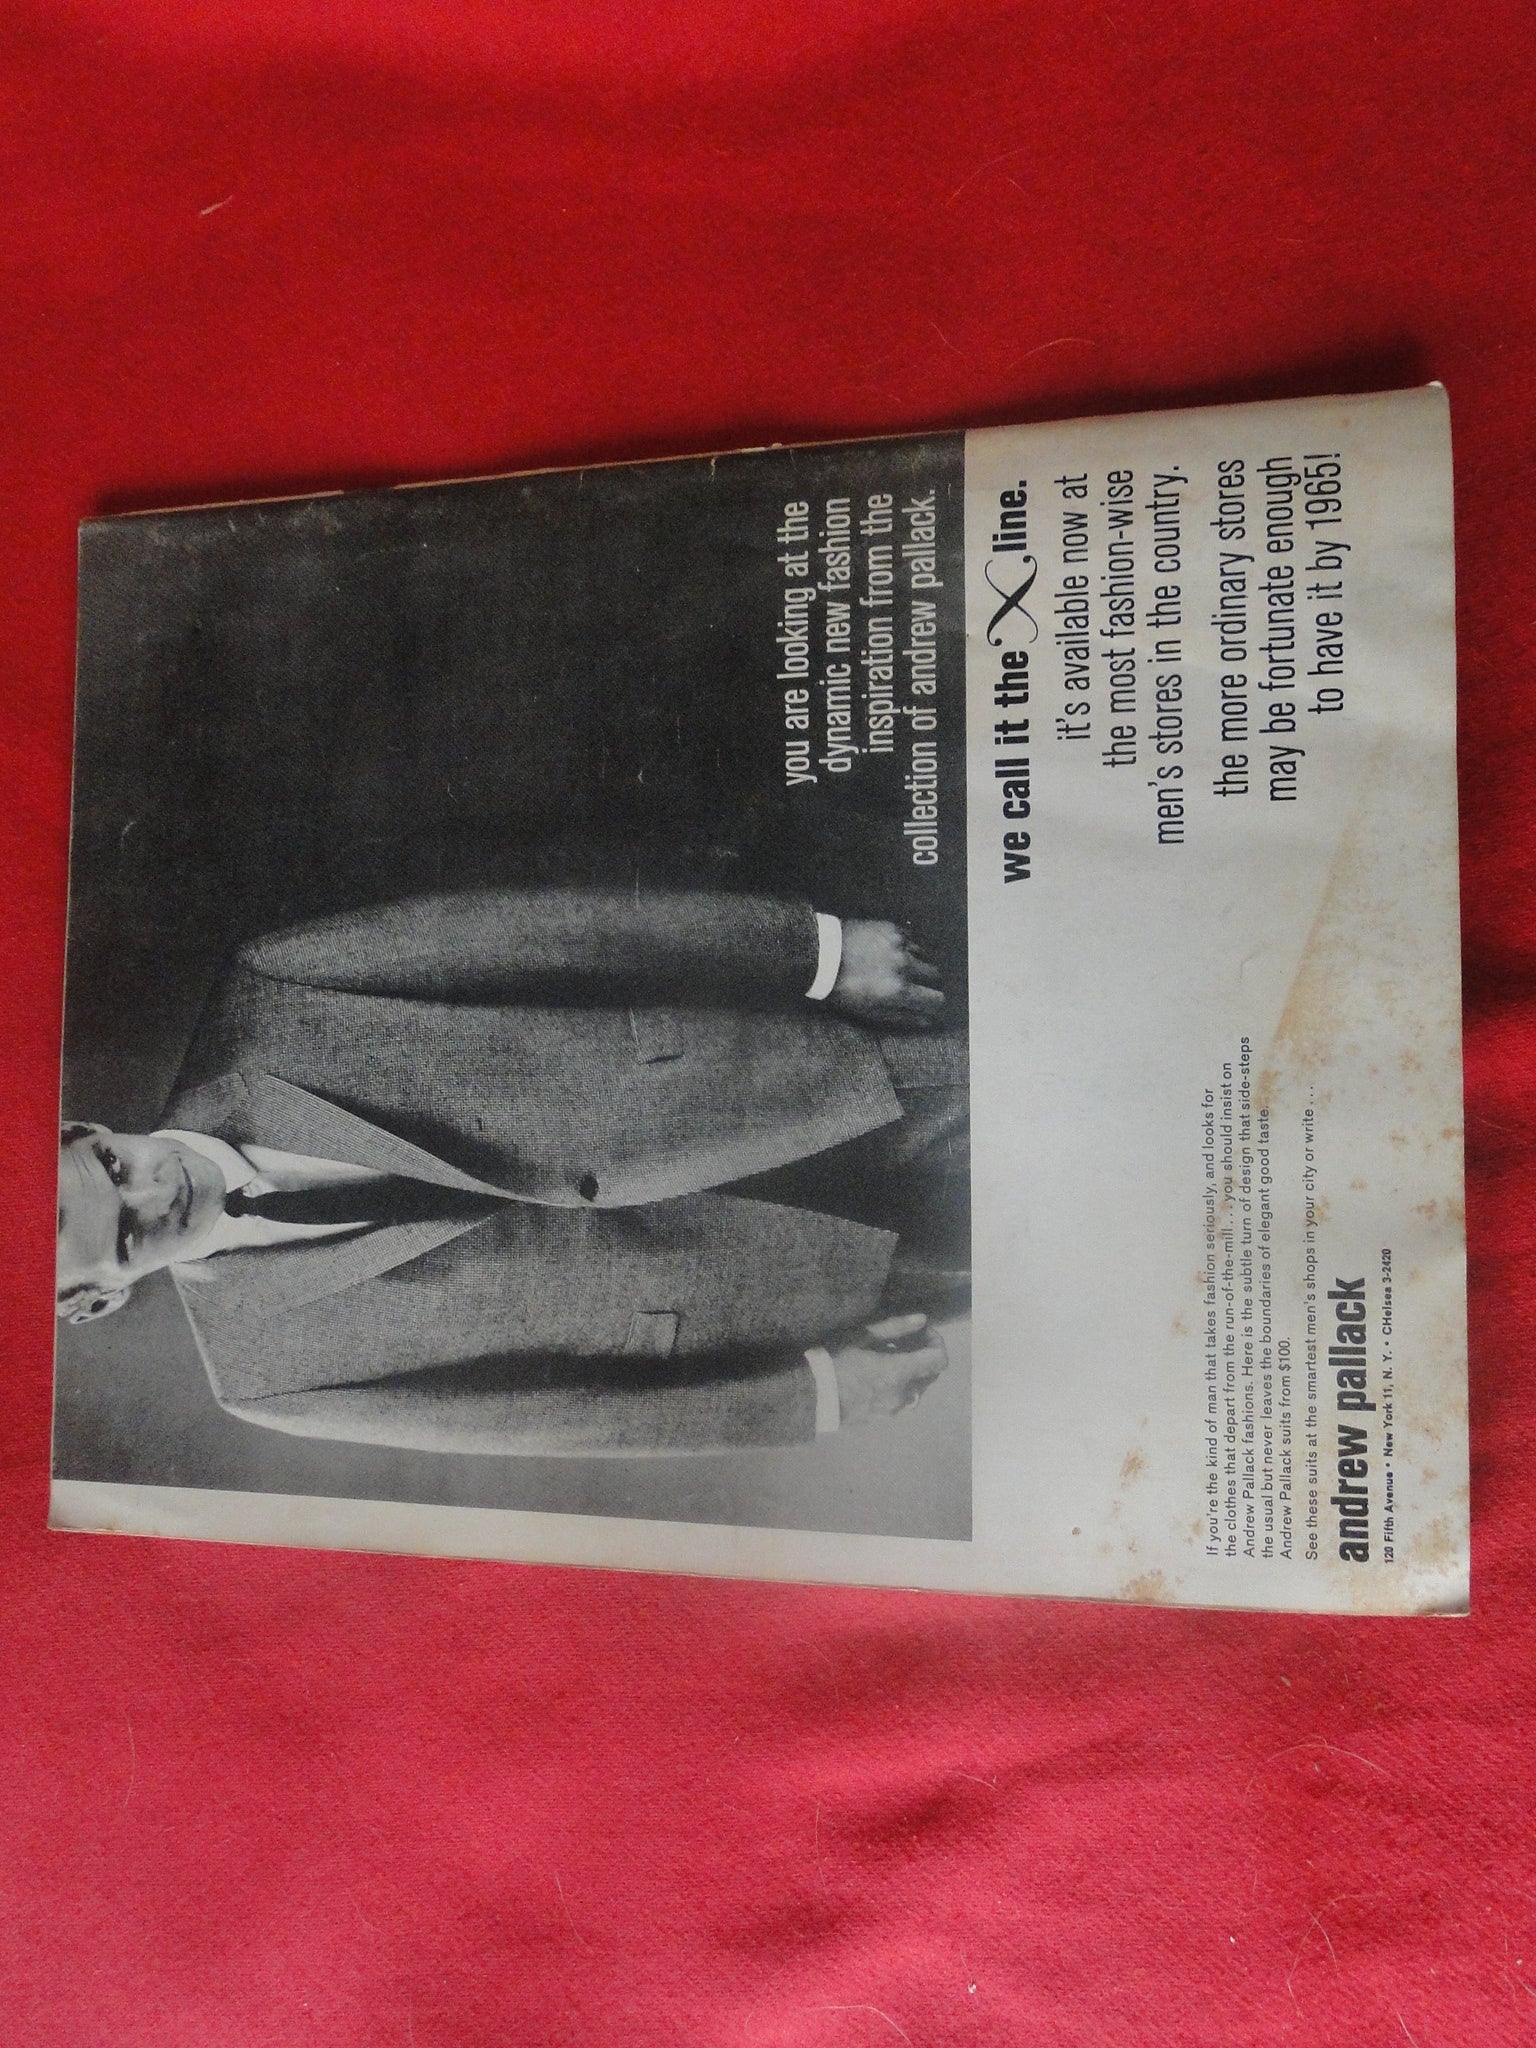 you are looking at the
dynamic new fashion
inspiration from the
collection of andrew pallack.
we call it the X line.
it's available now at
the most fashion-wise
men's stores in the country.
the more ordinary stores
may be fortunate enough
to have it by 1965!
If you're the kind of man that takes fashion seriously, and looks for
the clothes that depart from the run-of-the-mill...you should insist on
Andrew Pallack fashions. Here is the subtle turn of design that side-steps
the usual but never leaves the boundaries of elegant good taste.
Andrew Pallack suits from $100.
See these suits at the smartest men's shops in your city or write...
andrew pallack
120 Fifth Avenue • New York 11, N. Y. • CHelsea 3-2420